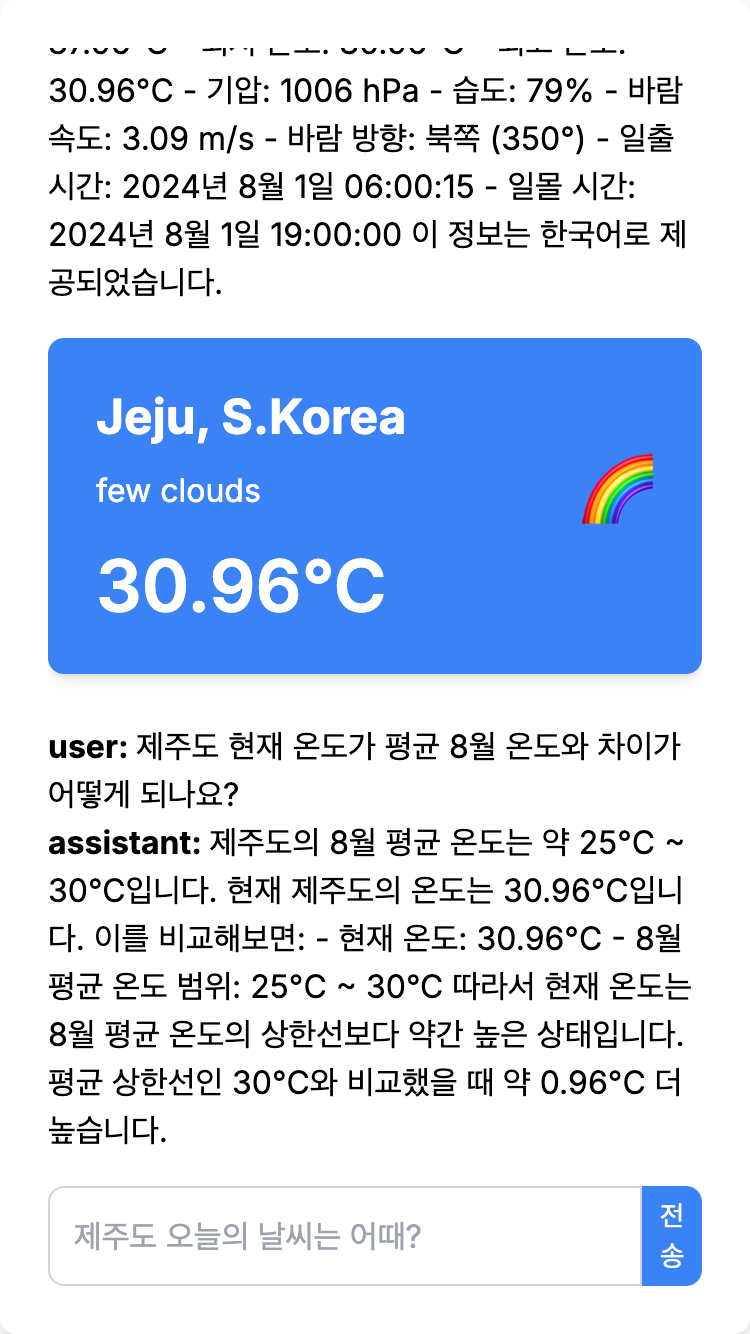 30.96°C - 기압: 1006 hPa - 습도: 79% - 바람
속도: 3.09 m/s - 바람 방향: 북쪽 (350°) - 일출
시간: 2024년 8월 1일 06:00:15 - 일몰 시간:
2024년 8월 1일 19:00:00 이 정보는 한국어로 제
공되었습니다.
Jeju, S.Korea
few clouds
30.96°C
user: 제주도 현재 온도가 평균 8월 온도와 차이가
어떻게 되나요?
assistant: 제주도의 8월 평균 온도는 약 25°C ~
30°C입니다. 현재 제주도의 온도는 30.96°C입니
다. 이를 비교해보면: - 현재 온도: 30.96°C - 8월
평균 온도 범위: 25°C ~ 30°C 따라서 현재 온도는
8월 평균 온도의 상한선보다 약간 높은 상태입니다.
평균 상한선인 30°C와 비교했을 때 약 0.96°C 더
높습니다.
제주도 오늘의 날씨는 어때?
전
송